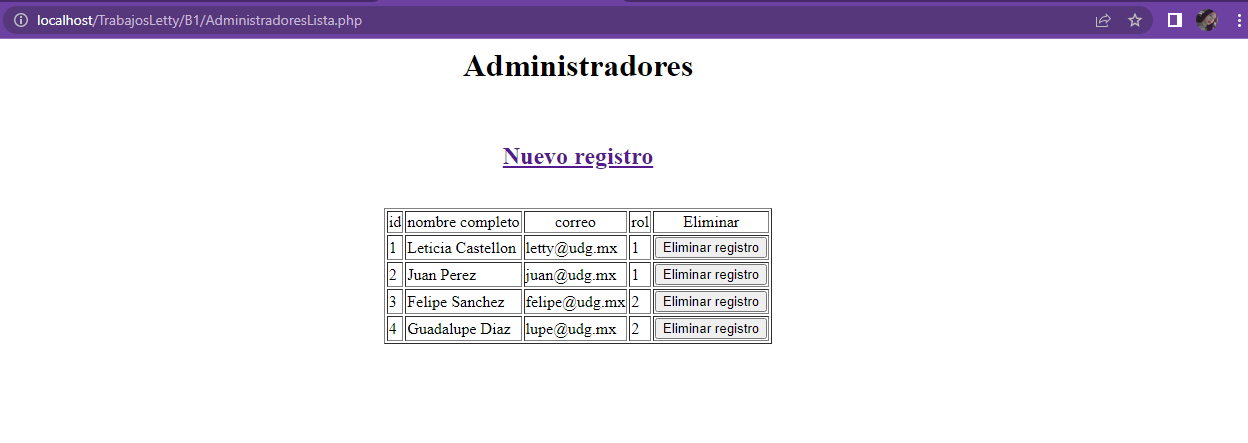 localhost/TrabajosLetty/B1/AdministradoresLista.php
Administradores
Nuevo registro
id nombre completo correo rol Eliminar
1 Leticia Castellon letty@udg.mx 1 Eliminar registro
2 Juan Perez juan@udg.mx 1 Eliminar registro
3 Felipe Sanchez felipe@udg.mx 2 Eliminar registro
4 Guadalupe Diaz lupe@udg.mx 2 Eliminar registro